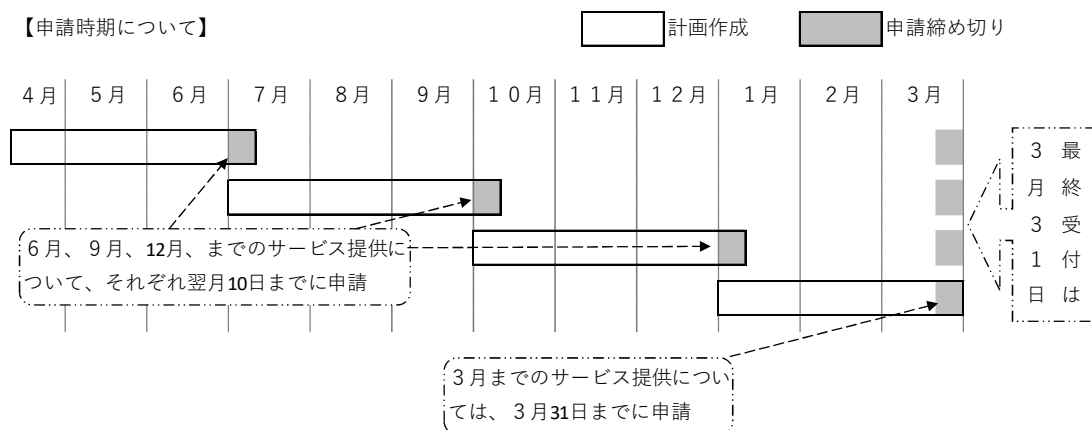 【申請時期について】
計画作成
申請締め切り
４月 ５月 ６月 ７月 ８月 ９月 １０月 １１月 １２月 １月 ２月 ３月
最終受付は
３月３１日
６月、９月、12月、までのサービス提供に
ついて、それぞれ翌月10日までに申請
３月までのサービス提供につい
ては、３月31日までに申請